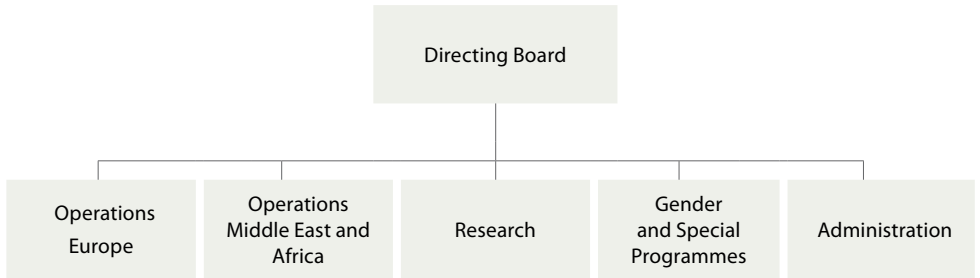 Directing Board
Operations
Europe
Operations
Middle East and
Africa
Research
Gender
and Special
Programmes
Administration